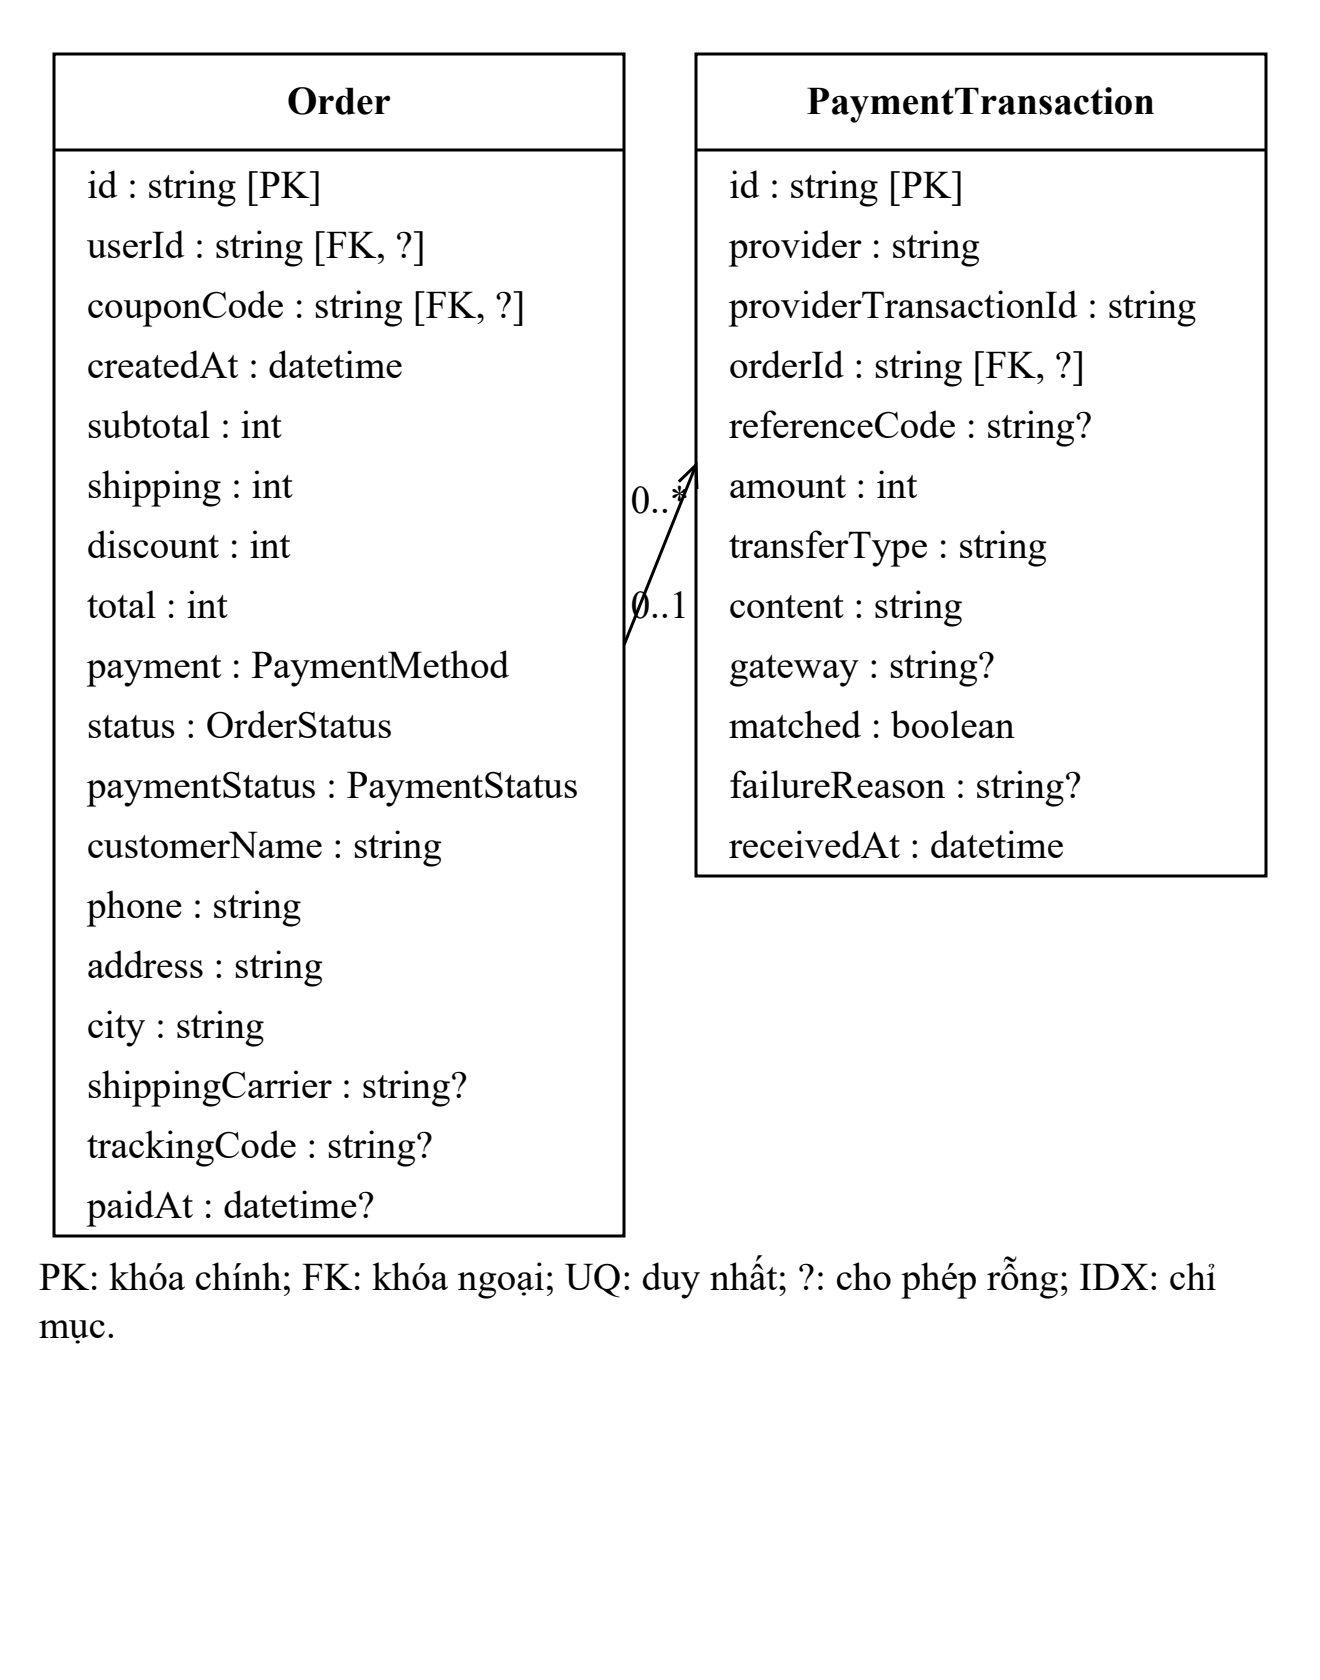 Order
id : string [PK]
userId : string [FK, ?]
couponCode : string [FK, ?]
createdAt : datetime
subtotal : int
shipping : int
discount : int
total : int
payment : PaymentMethod
status : OrderStatus
paymentStatus : PaymentStatus
customerName : string
phone : string
address : string
city : string
shippingCarrier : string?
trackingCode : string?
paidAt : datetime?
0..*
0..1
PaymentTransaction
id : string [PK]
provider : string
providerTransactionId : string
orderId : string [FK, ?]
referenceCode : string?
amount : int
transferType : string
content : string
gateway : string?
matched : boolean
failureReason : string?
receivedAt : datetime
PK: khóa chính; FK: khóa ngoại; UQ: duy nhất; ?: cho phép rỗng; IDX: chỉ
mục.